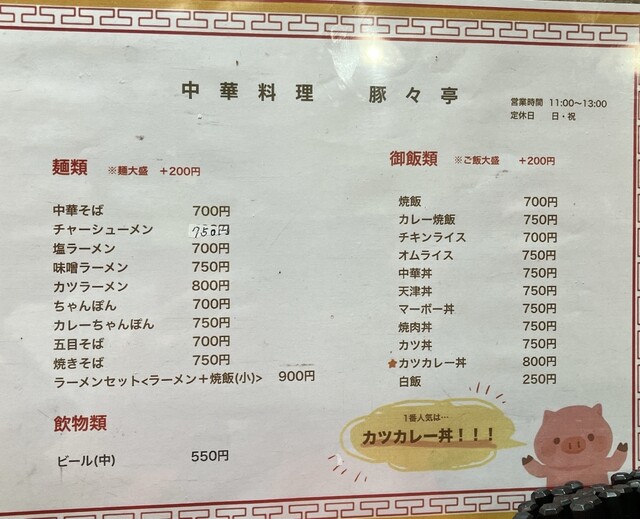 中華料理 豚々亭
営業時間 11:00〜13:00
定休日 日・祝
麺類 ※麺大盛 +200円
中華そば 700円
チャーシューメン 750円
塩ラーメン 700円
味噌ラーメン 750円
カツラーメン 800円
ちゃんぽん 700円
カレーちゃんぽん 750円
五目そば 700円
焼きそば 750円
ラーメンセット<ラーメン+焼飯(小)> 900円
飲物類
ビール(中) 550円
御飯類 ※ご飯大盛 +200円
焼飯 700円
カレー焼飯 750円
チキンライス 700円
オムライス 750円
中華丼 750円
天津丼 750円
マーボー丼 750円
焼肉丼 750円
カツ丼 750円
★カツカレー丼 800円
白飯 250円
1番人気は…
カツカレー丼!!!